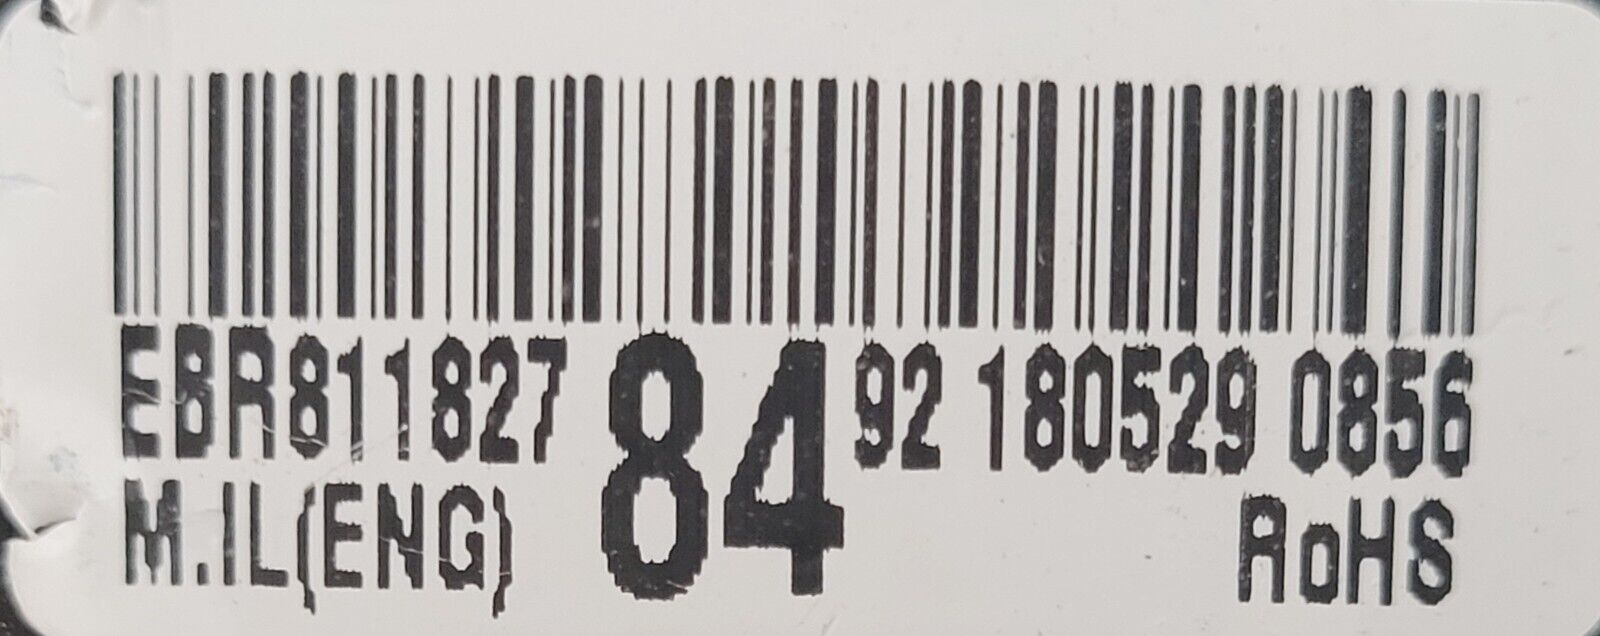 EBR811827 84 92 180529 0856
M.IL(ENG) RoHS